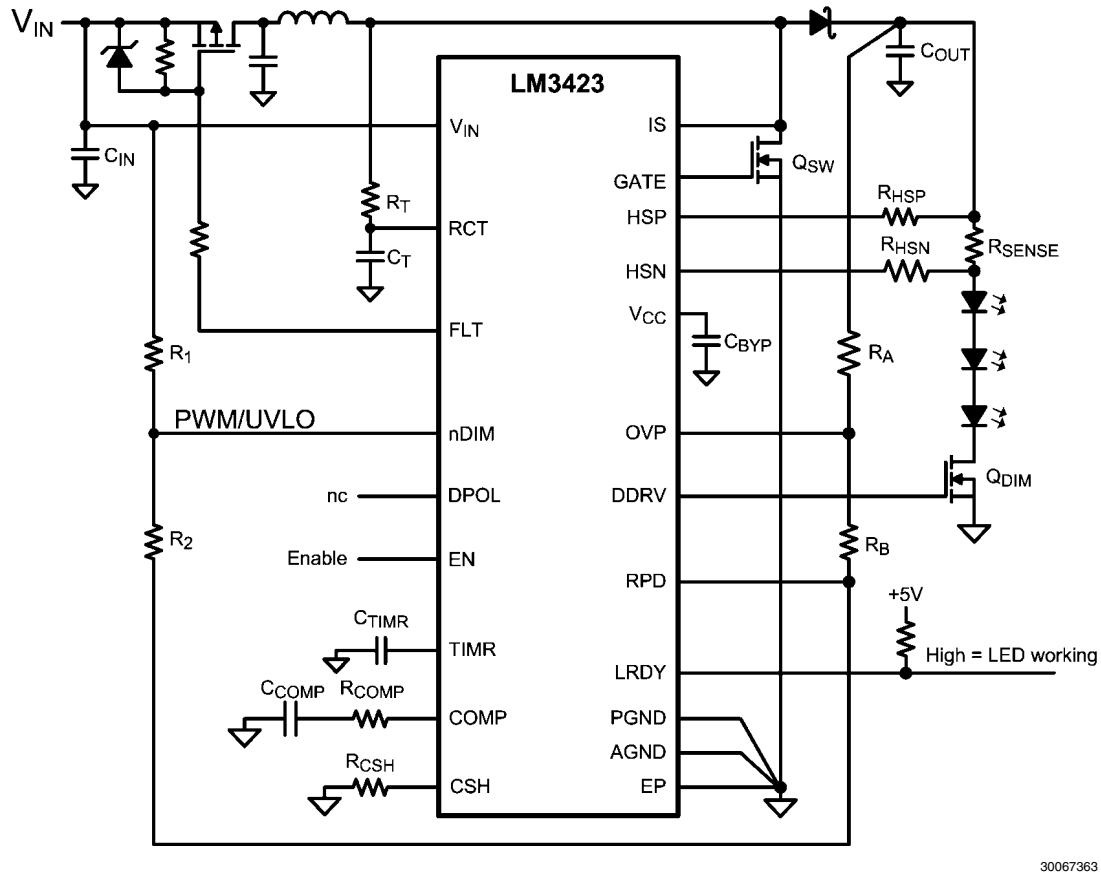 VIN
COUT
LM3423
VIN
IS
CIN
QSW
GATE
RT
RHSP
HSP
RCT
RHSN
RSENSE
CT
HSN
VCC
FLT
CBYP
R1
RA
PWM/UVLO
nDIM
OVP
QDIM
nc
DPOL
DDRV
R2
RB
Enable
EN
RPD
+5V
CTIMR
TIMR
High = LED working
LRDY
CCOMP
RCOMP
COMP
PGND
AGND
RCSH
CSH
EP
30067363